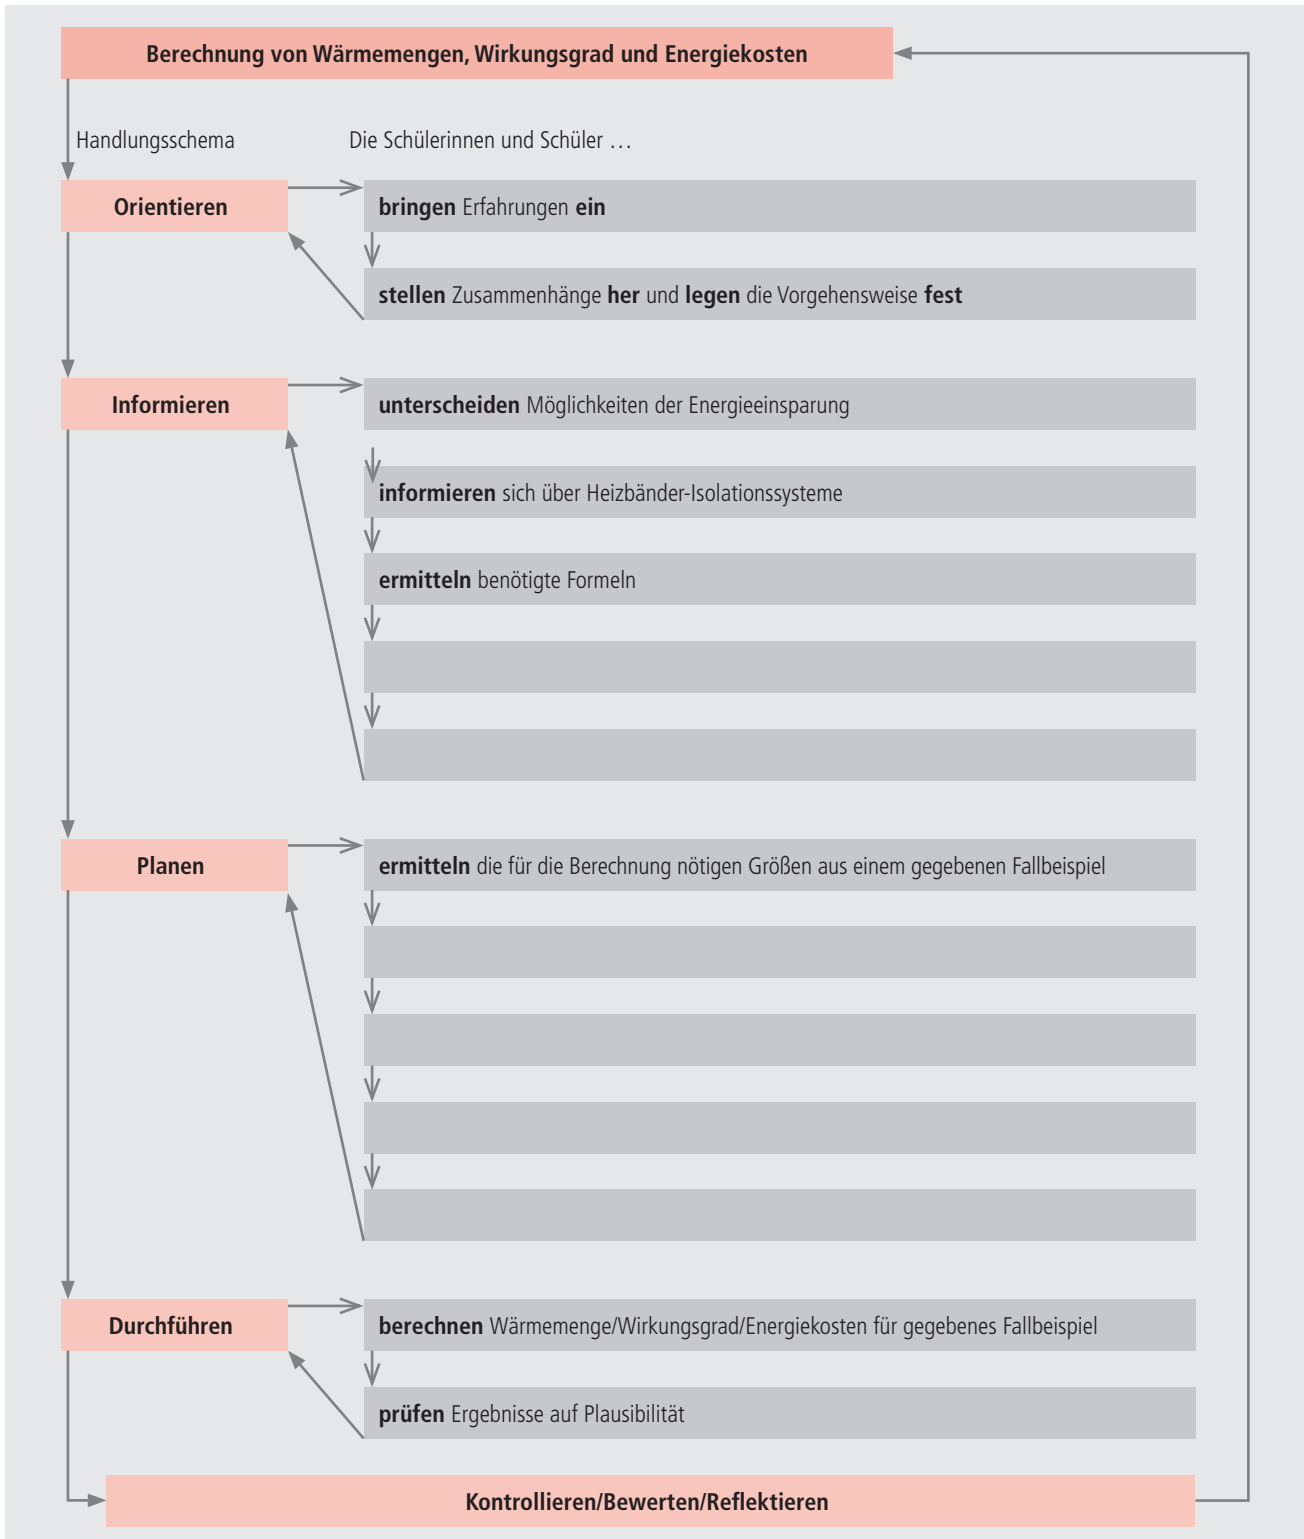 Berechnung von Wärmemengen, Wirkungsgrad und Energiekosten
Handlungsschema
Die Schülerinnen und Schüler …
Orientieren
bringen Erfahrungen ein
stellen Zusammenhänge her und legen die Vorgehensweise fest
Informieren
unterscheiden Möglichkeiten der Energieeinsparung
informieren sich über Heizbänder-Isolationssysteme
ermitteln benötigte Formeln
Planen
ermitteln die für die Berechnung nötigen Größen aus einem gegebenen Fallbeispiel
Durchführen
berechnen Wärmemenge/Wirkungsgrad/Energiekosten für gegebenes Fallbeispiel
prüfen Ergebnisse auf Plausibilität
Kontrollieren/Bewerten/Reflektieren